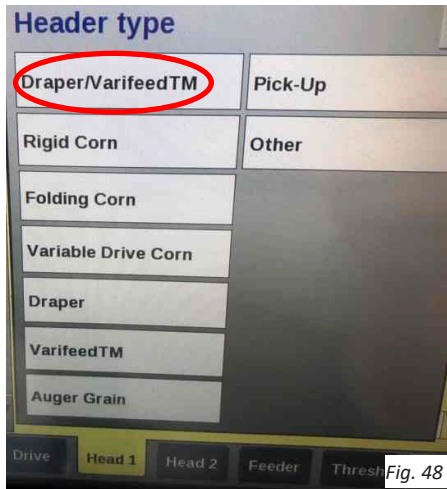 Header type
Draper/VarifeedTM
Pick-Up
Rigid Corn
Other
Folding Corn
Variable Drive Corn
Draper
VarifeedTM
Auger Grain
Drive
Head 1
Head 2
Feeder
Thresh
Fig. 48